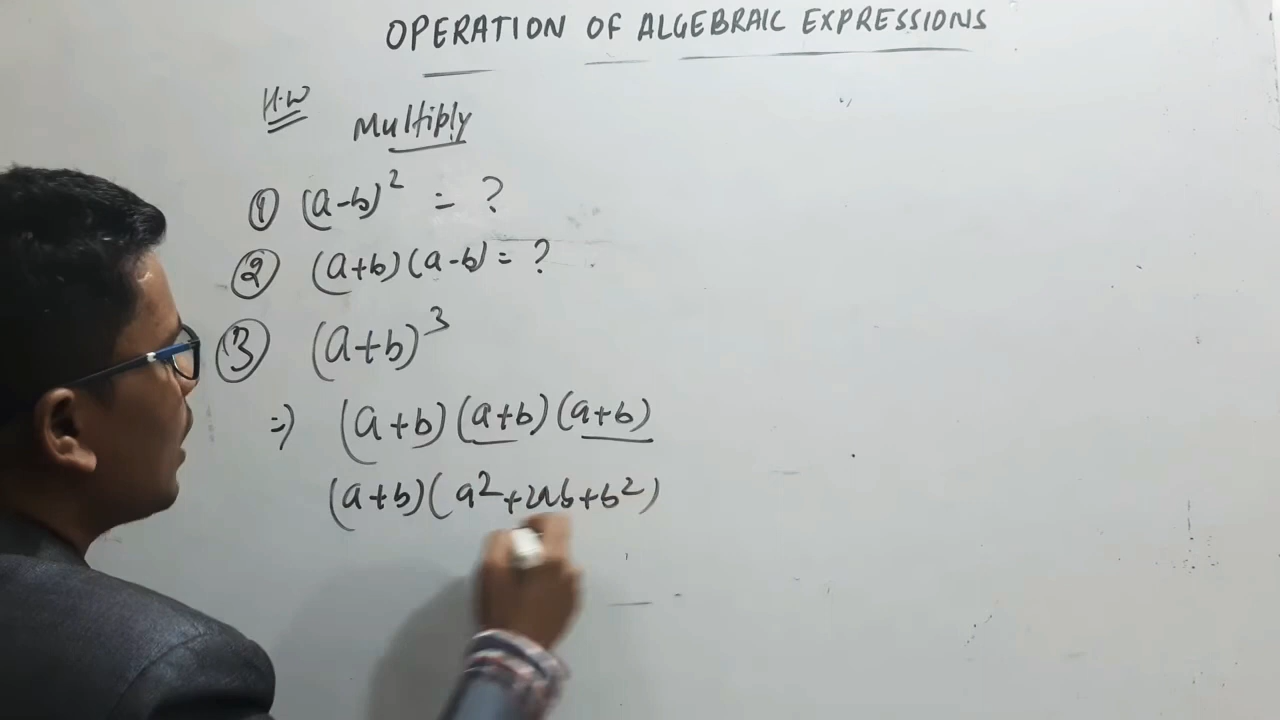 OPERATION OF ALGEBRAIC EXPRESSIONS
H.W
Multiply
① (a-b)² = ?
② (a+b)(a-b) = ?
③ (a+b)³
=) (a+b)(a+b)(a+b)
(a+b)(a²+2ab+b²)